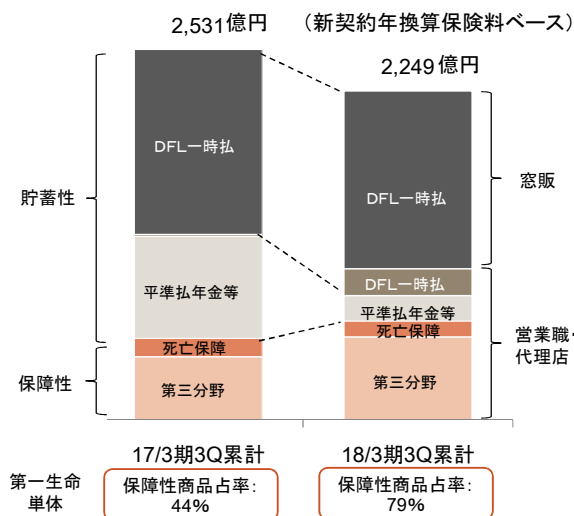 2,531億円 (新契約年換算保険料ベース)
2,249億円
DFL一時払
DFL一時払
貯蓄性
窓販
DFL一時払
平準払年金等
平準払年金等
死亡保障
死亡保障
営業職・
代理店
保障性
第三分野
第三分野
17/3期3Q累計
18/3期3Q累計
第一生命
単体
保障性商品占率:
44%
保障性商品占率:
79%